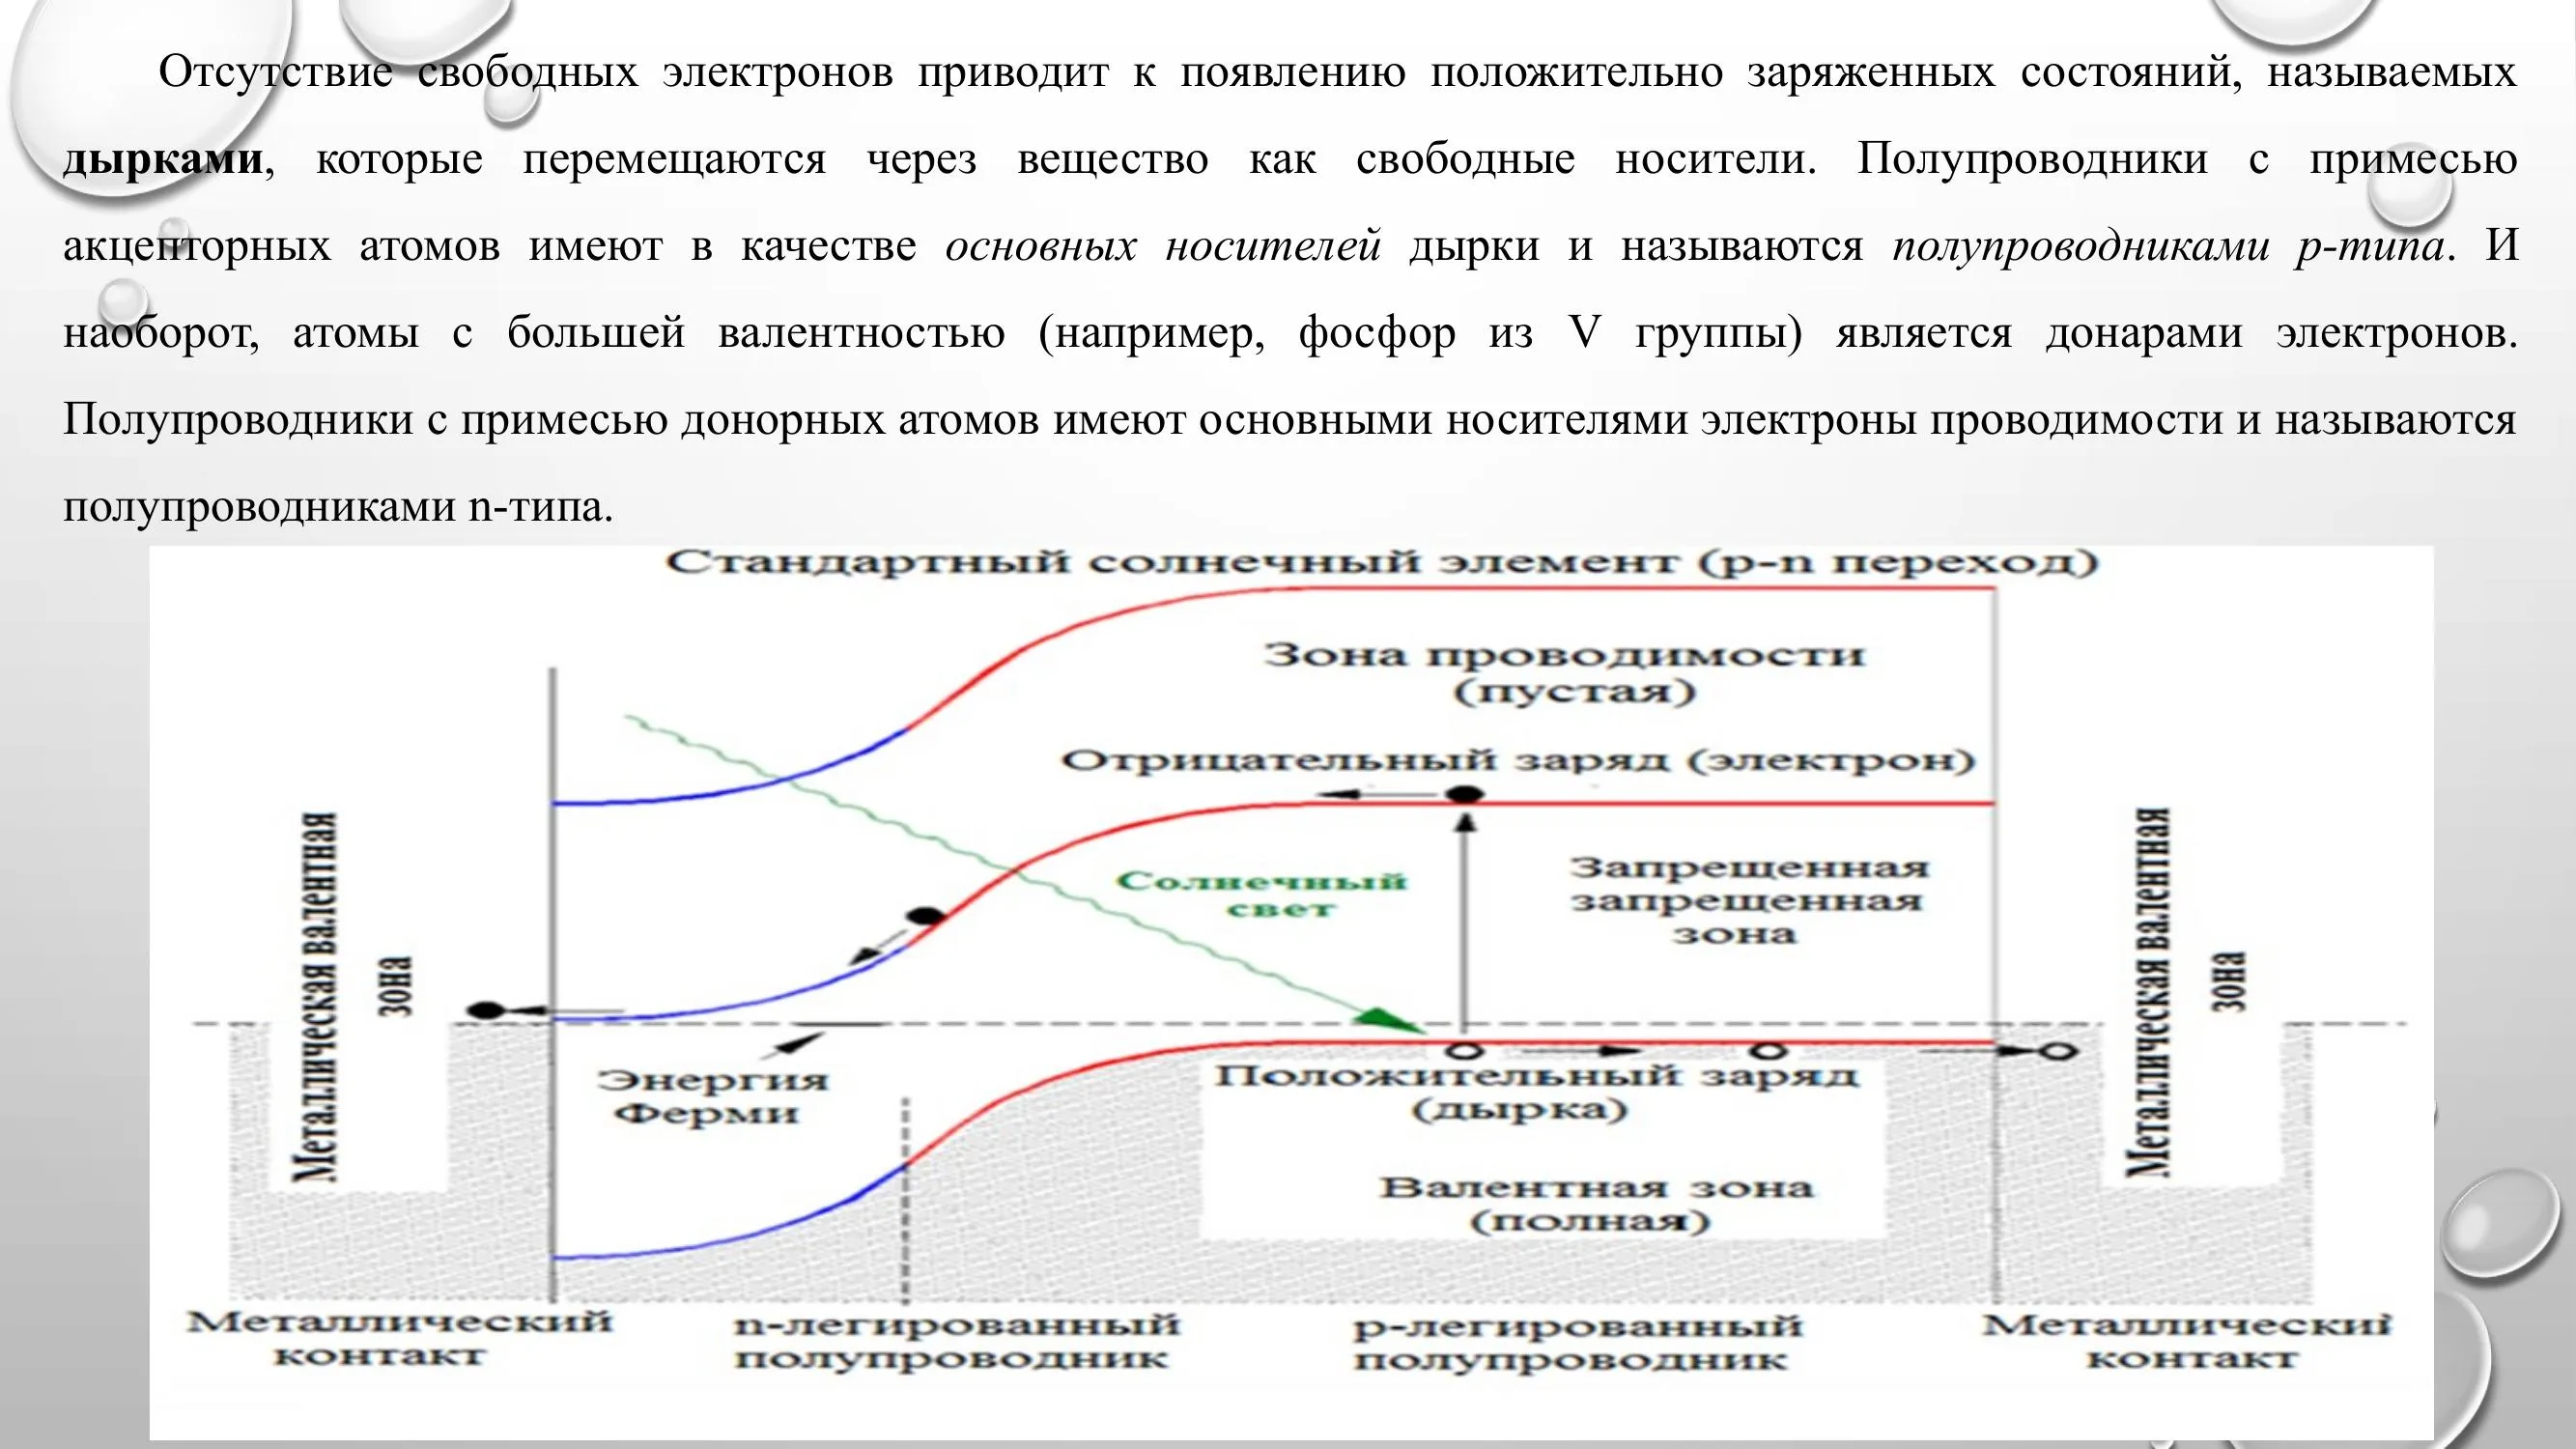 Отсутствие свободных электронов приводит к появлению положительно заряженных состояний, называемых
дырками, которые перемещаются через вещество как свободные носители. Полупроводники с примесью
акцепторных атомов имеют в качестве основных носителей дырки и называются полупроводниками p-типа. И
наоборот, атомы с большей валентностью (например, фосфор из V группы) является донарами электронов.
Полупроводники с примесью донорных атомов имеют основными носителями электроны проводимости и называются
полупроводниками n-типа.
Стандартный солнечный элемент (p-n переход)
Зона проводимости
(пустая)
Отрицательный заряд (электрон)
Металлическая валентная
зона
Солнечный
свет
Запрещенная
запрещенная
зона
Металлическая валентная
зона
Энергия
Ферми
Положительный заряд
(дырка)
Валентная зона
(полная)
Металлический
контакт
n-легированный
полупроводник
p-легированный
полупроводник
Металлический
контакт